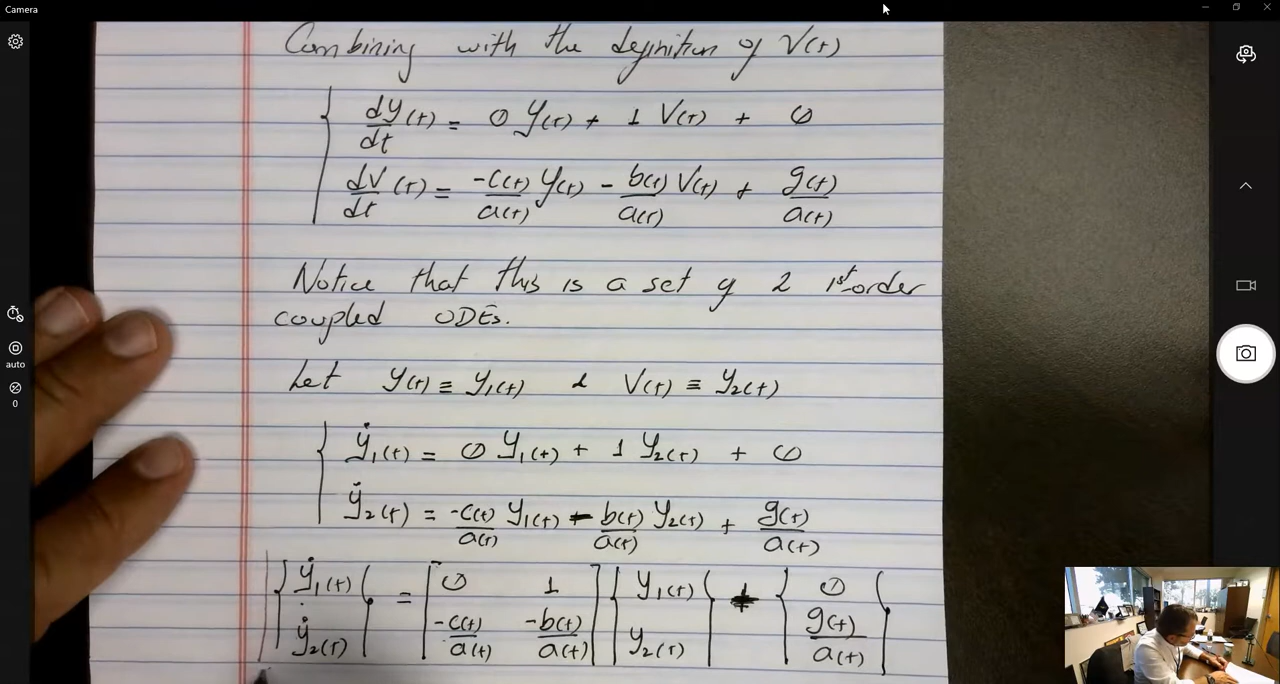 Camera
Combining with the definition of V(t)
dy(t)/dt = 0 y(t) + 1 V(t) + 0
dV(t)/dt = -c(t)/a(t) y(t) - b(t)/a(t) V(t) + g(t)/a(t)
Notice that this is a set of 2 1st order
coupled ODEs.
Let y(t) ≡ y₁(t) & V(t) ≡ y₂(t)
ẏ₁(t) = 0 y₁(t) + 1 y₂(t) + 0
ẏ₂(t) = -c(t)/a(t) y₁(t) - b(t)/a(t) y₂(t) + g(t)/a(t)
{ẏ₁(t) ẏ₂(t)} = [0 1 -c(t)/a(t) -b(t)/a(t)] {y₁(t) y₂(t)} + {0 g(t)/a(t)}
auto
0